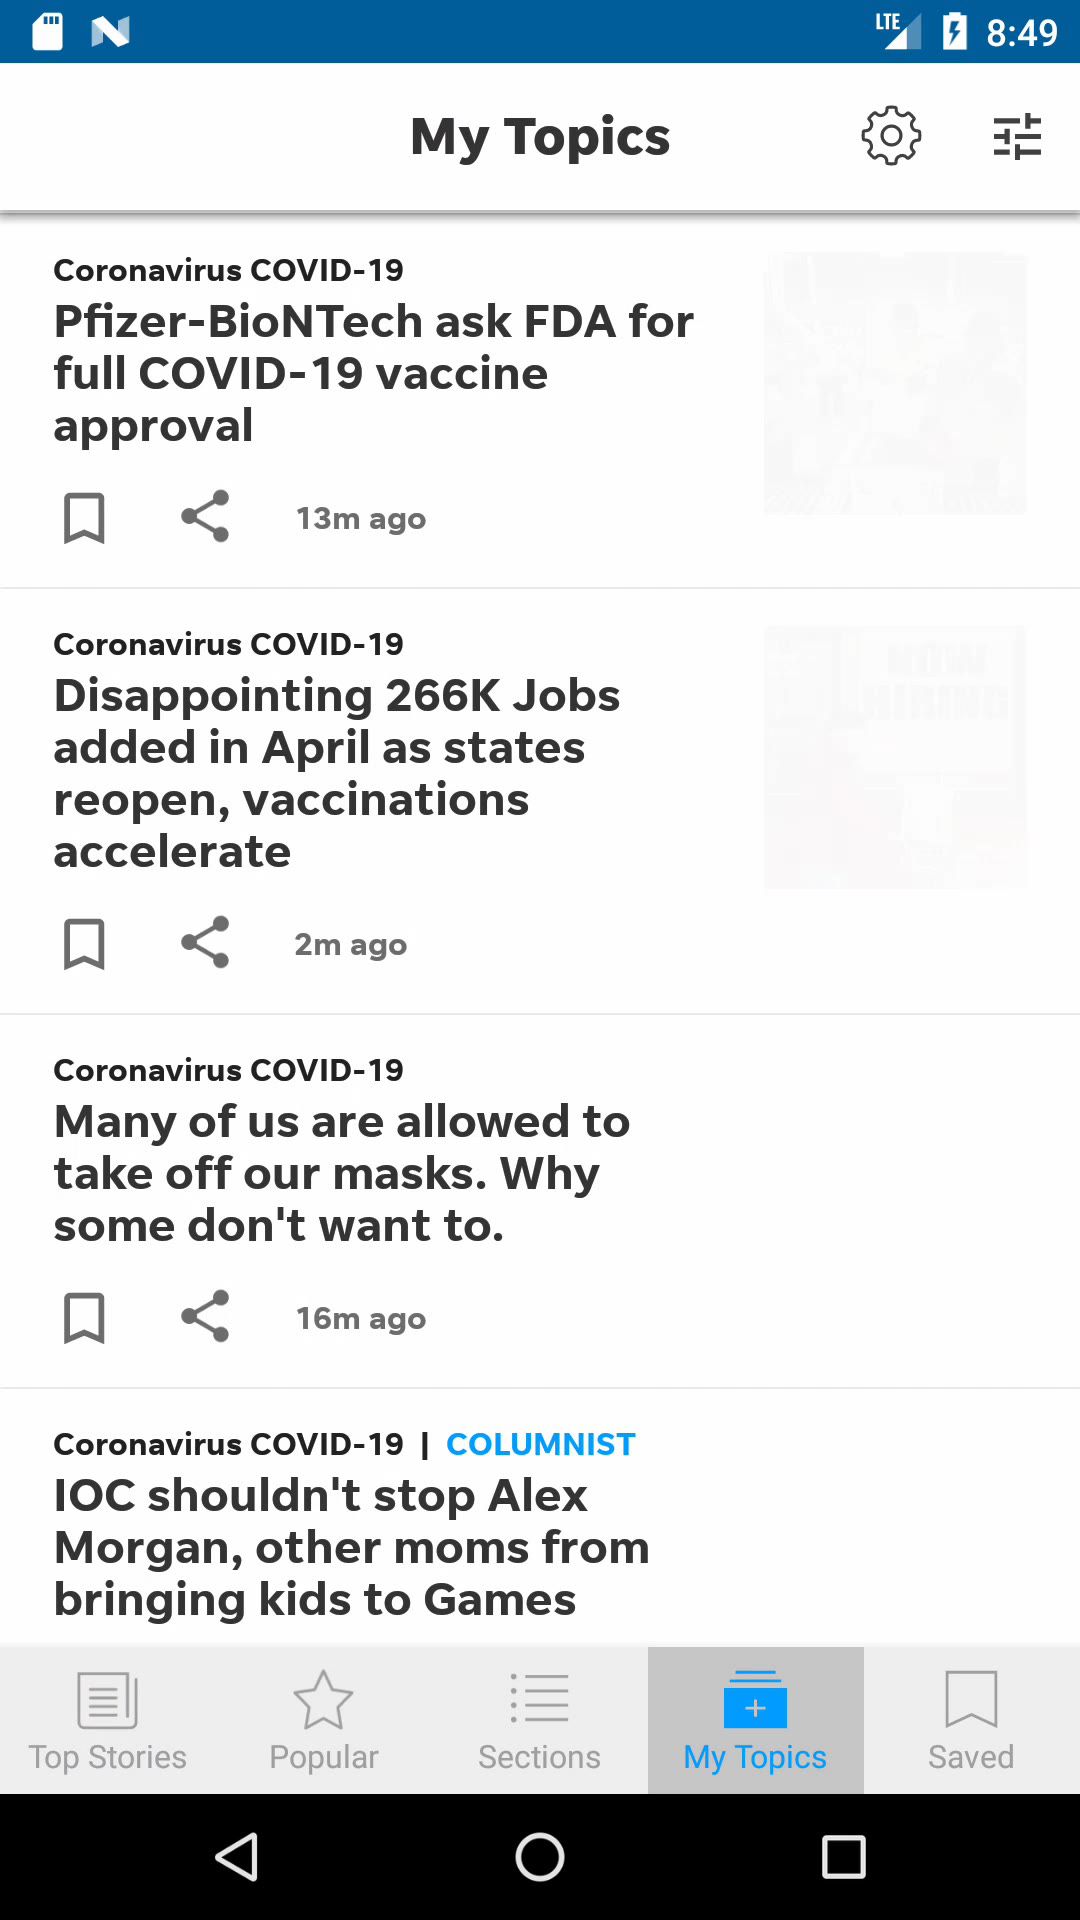 LTE 8:49
My Topics
Coronavirus COVID-19
Pfizer-BioNTech ask FDA for
full COVID-19 vaccine
approval
13m ago
Coronavirus COVID-19
Disappointing 266K Jobs
added in April as states
reopen, vaccinations
accelerate
NOW
HIRING
2m ago
Coronavirus COVID-19
Many of us are allowed to
take off our masks. Why
some don't want to.
16m ago
Coronavirus COVID-19 | COLUMNIST
IOC shouldn't stop Alex
Morgan, other moms from
bringing kids to Games
Top Stories
Popular
Sections
My Topics
Saved